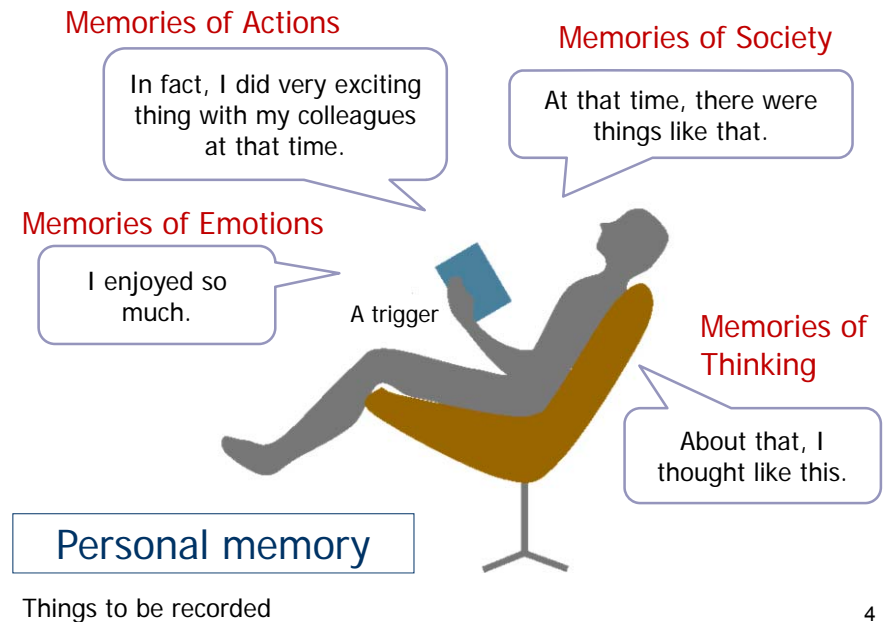 Memories of Actions
In fact, I did very exciting
thing with my colleagues
at that time.
Memories of Society
At that time, there were
things like that.
Memories of Emotions
I enjoyed so
much.
A trigger
Memories of
Thinking
About that, I
thought like this.
Personal memory
Things to be recorded
4